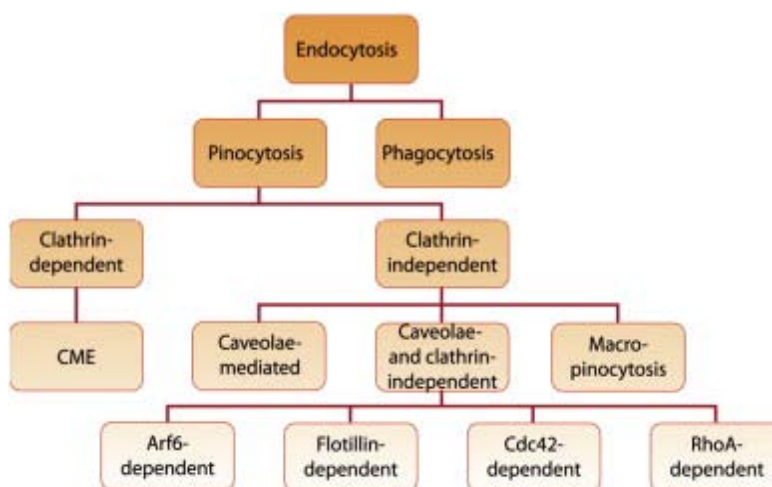 Endocytosis
Pinocytosis
Phagocytosis
Clathrin-
dependent
Clathrin-
independent
CME
Caveolae-
mediated
Caveolae-
and clathrin-
independent
Macro-
pinocytosis
Arf6-
dependent
Flotillin-
dependent
Cdc42-
dependent
RhoA-
dependent